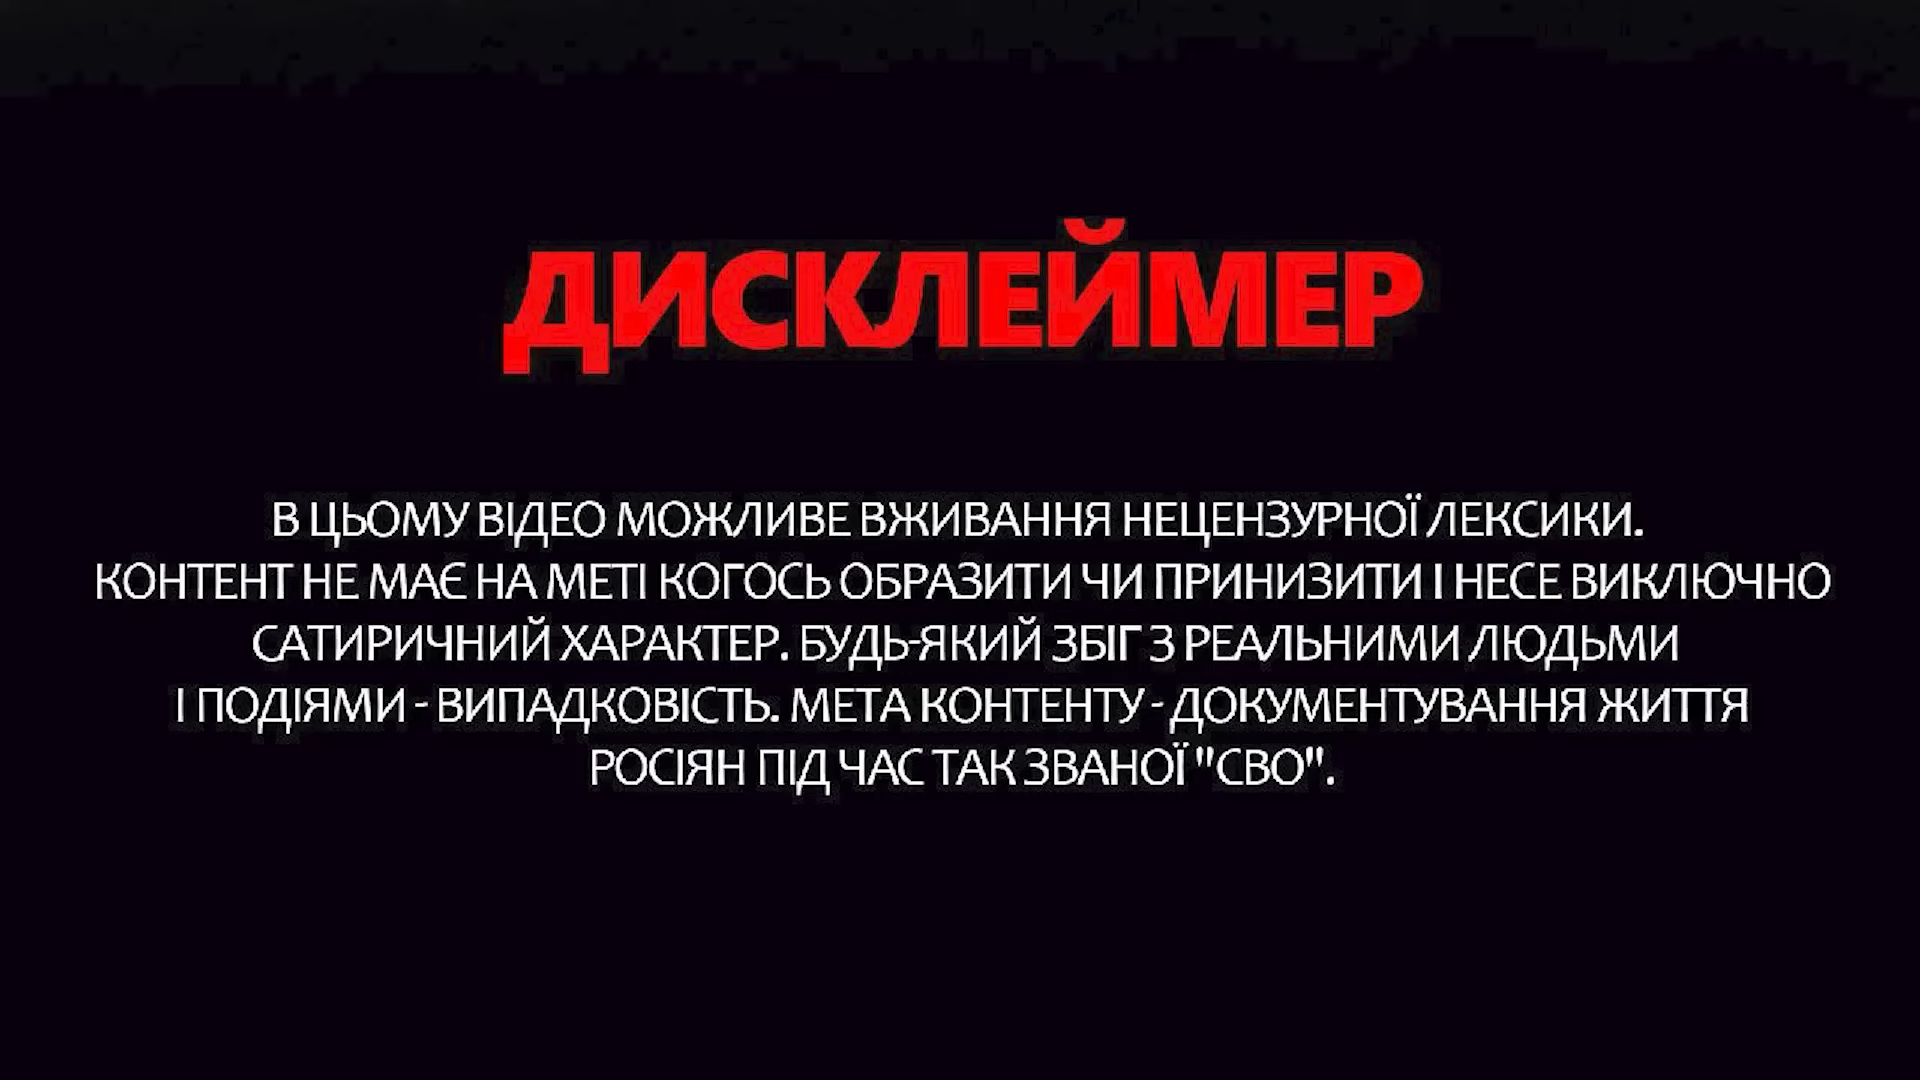 ДИСКЛЕЙМЕР
В ЦЬОМУ ВІДЕО МОЖЛИВЕ ВЖИВАННЯ НЕЦЕНЗУРНОЇ ЛЕКСИКИ.
КОНТЕНТ НЕ МАЄ НА МЕТІ КОГОСЬ ОБРАЗИТИ ЧИ ПРИНИЗИТИ І НЕСЕ ВИКЛЮЧНО
САТИРИЧНИЙ ХАРАКТЕР. БУДЬ-ЯКИЙ ЗБІГ З РЕАЛЬНИМИ ЛЮДЬМИ
І ПОДІЯМИ - ВИПАДКОВІСТЬ. МЕТА КОНТЕНТУ - ДОКУМЕНТУВАННЯ ЖИТТЯ
РОСІЯН ПІД ЧАС ТАК ЗВАНОЇ "СВО".